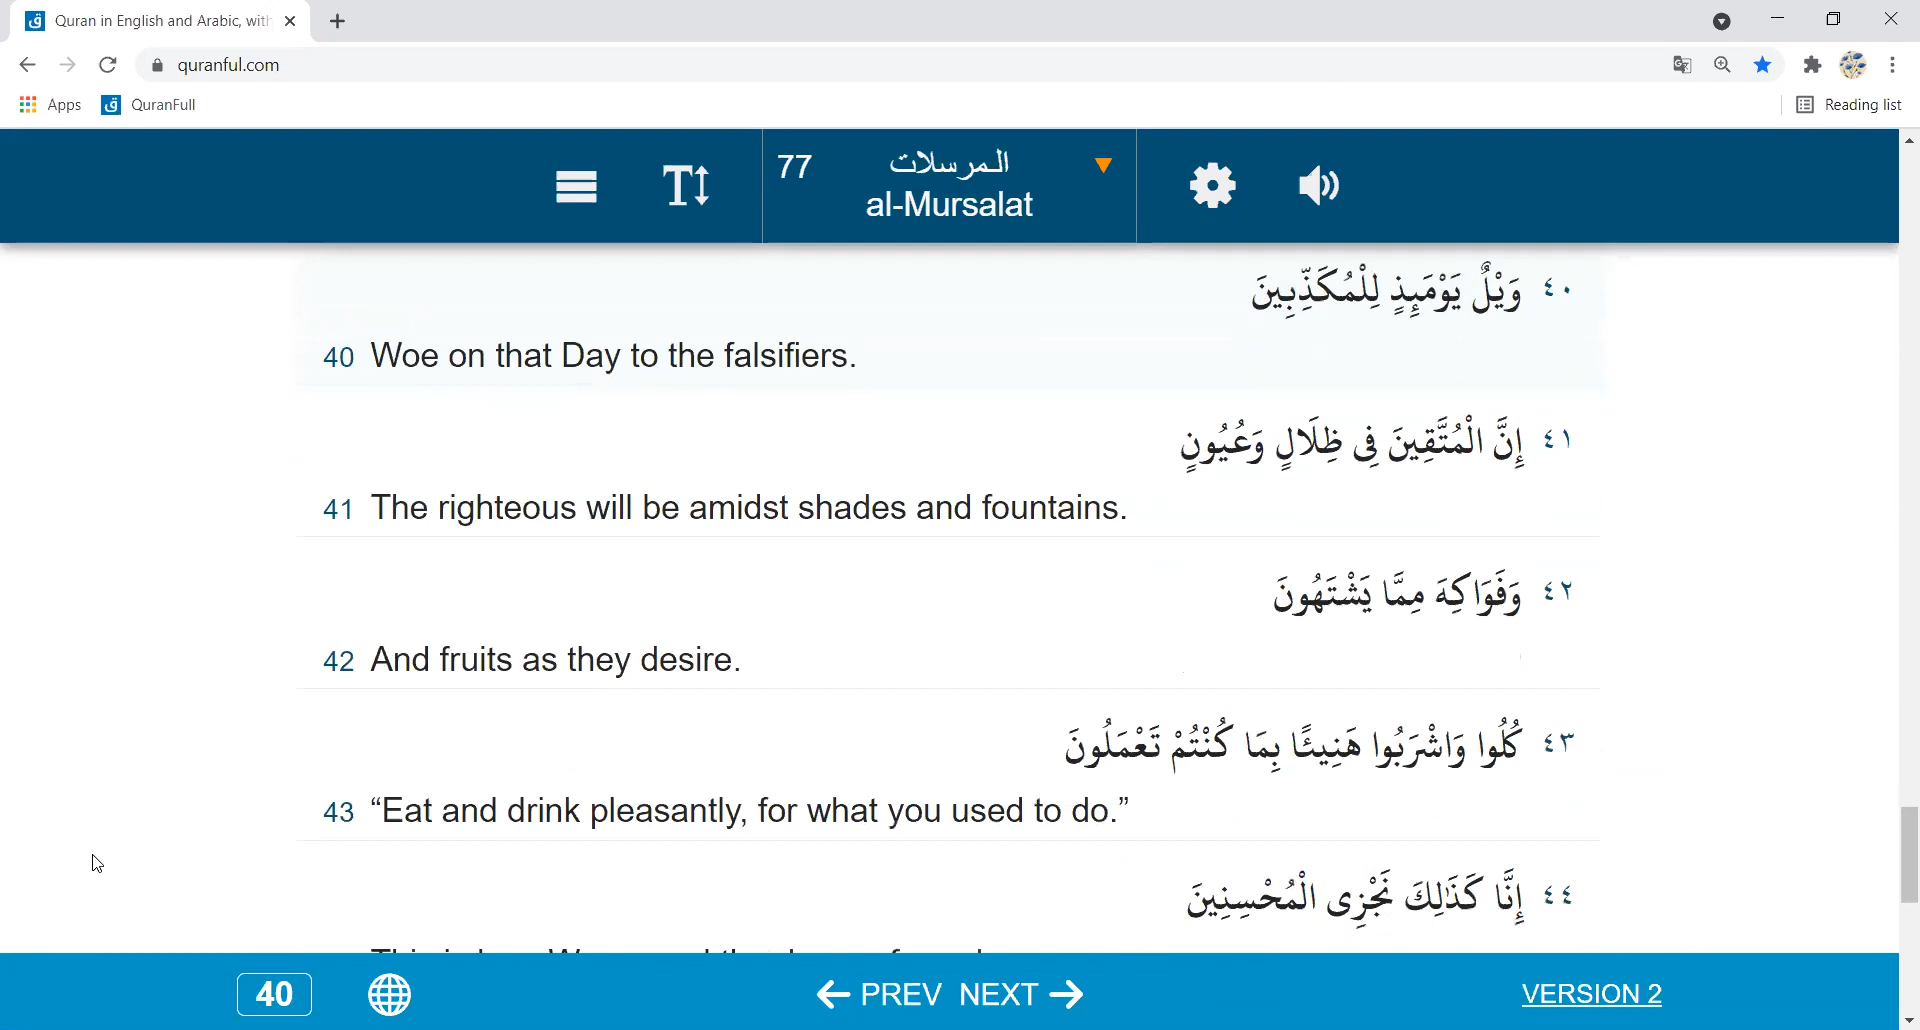 Quran in English and Arabic, with
quranful.com
Apps
QuranFull
Reading list
77
المرسلات
al-Mursalat
٤٠ وَيْلٌ يَوْمَئِذٍ لِلْمُكَذِّبِينَ
40 Woe on that Day to the falsifiers.
٤١ إِنَّ الْمُتَّقِينَ فِى ظِلَالٍ وَعُيُونٍ
41 The righteous will be amidst shades and fountains.
٤٢ وَفَوَاكِهَ مِمَّا يَشْتَهُونَ
42 And fruits as they desire.
٤٣ كُلُوا وَاشْرَبُوا هَنِيئًا بِمَا كُنْتُمْ تَعْمَلُونَ
43 “Eat and drink pleasantly, for what you used to do.”
٤٤ إِنَّا كَذَٰلِكَ نَجْزِى الْمُحْسِنِينَ
40
PREV NEXT
VERSION 2